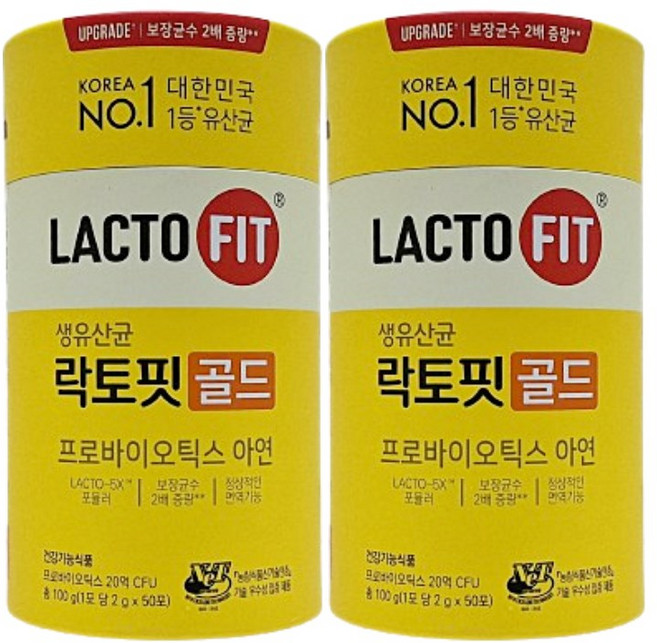 UPGRADE* 보장균수 2배 증량**
KOREA 대한민국
NO.1 1등*유산균
LACTO FIT®
생유산균
락토핏 골드
프로바이오틱스 아연
LACTO-5X™ 포뮬러
보장균수 2배 증량**
정상적인 면역기능
건강기능식품
프로바이오틱스 20억 CFU
총 100 g(1포 당 2 g x 50포)
NeT
UPGRADE* 보장균수 2배 증량**
KOREA 대한민국
NO.1 1등*유산균
LACTO FIT®
생유산균
락토핏 골드
프로바이오틱스 아연
LACTO-5X™ 포뮬러
보장균수 2배 증량**
정상적인 면역기능
건강기능식품
프로바이오틱스 20억 CFU
총 100 g(1포 당 2 g x 50포)
NeT